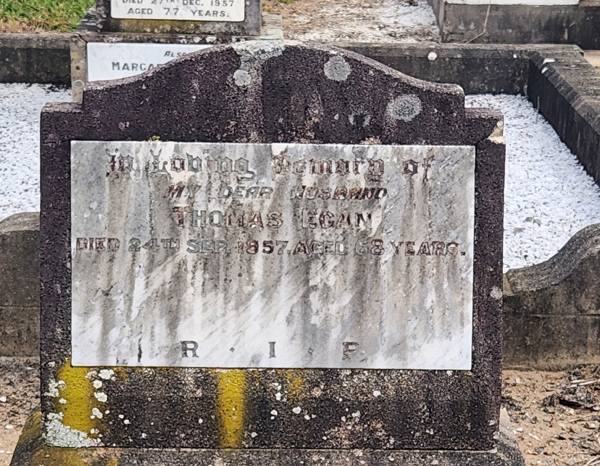 DIED 27TH DEC. 1957
AGED 77 YEARS.
ALSO
In Loving Memory of
MY DEAR HUSBAND
THOMAS EGAN
DIED 24TH SEP. 1957. AGED 68 YEARS.
R · I · P